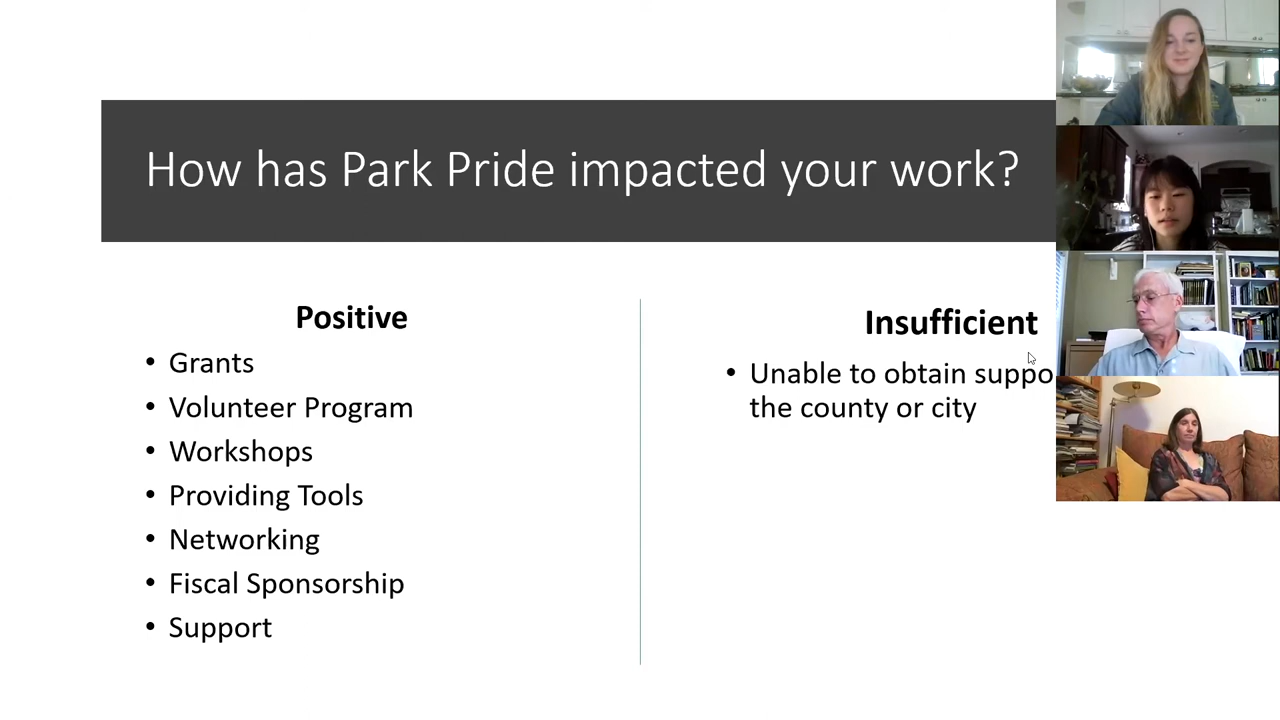 How has Park Pride impacted your work?
Positive
• Grants
• Volunteer Program
• Workshops
• Providing Tools
• Networking
• Fiscal Sponsorship
• Support
Insufficient
• Unable to obtain
the county or city